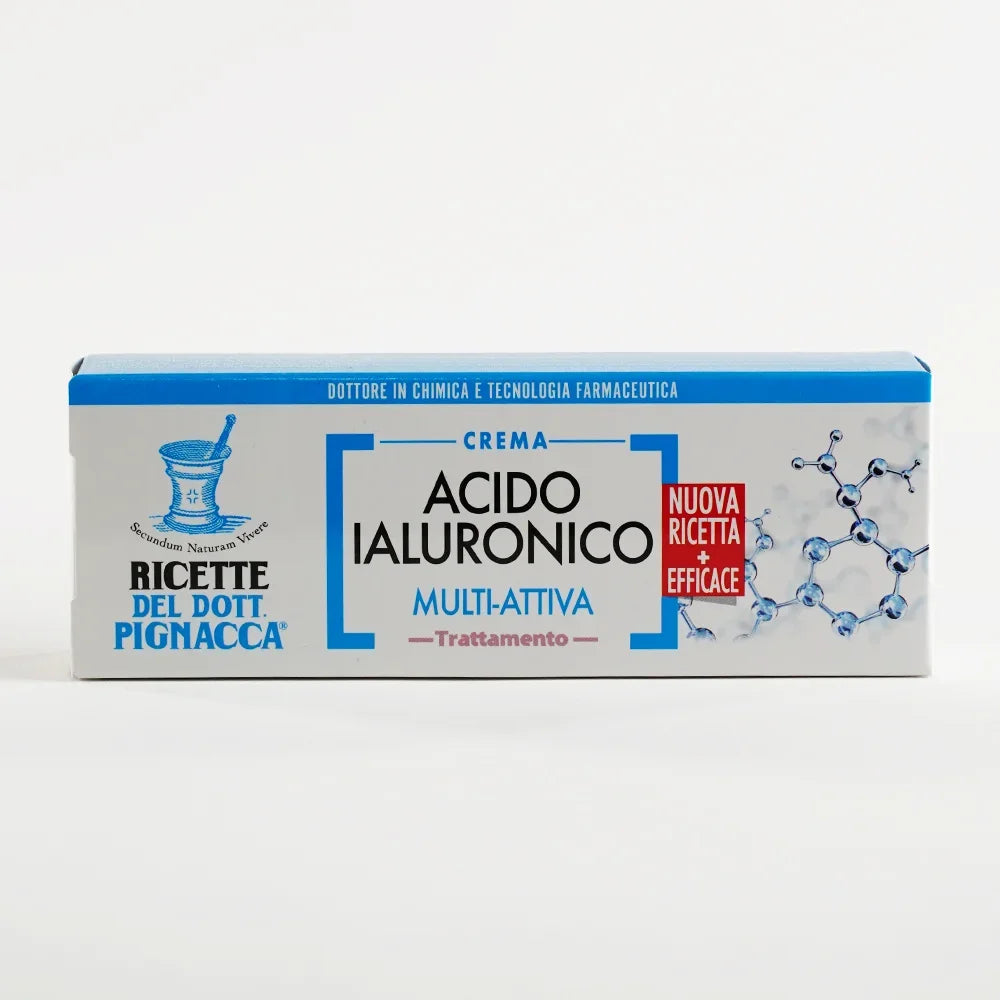 DOTTORE IN CHIMICA E TECNOLOGIA FARMACEUTICA
Secundum Naturam Vivere
RICETTE
DEL DOTT.
PIGNACCA®
CREMA
ACIDO
IALURONICO
MULTI-ATTIVA
Trattamento
NUOVA
RICETTA
+
EFFICACE